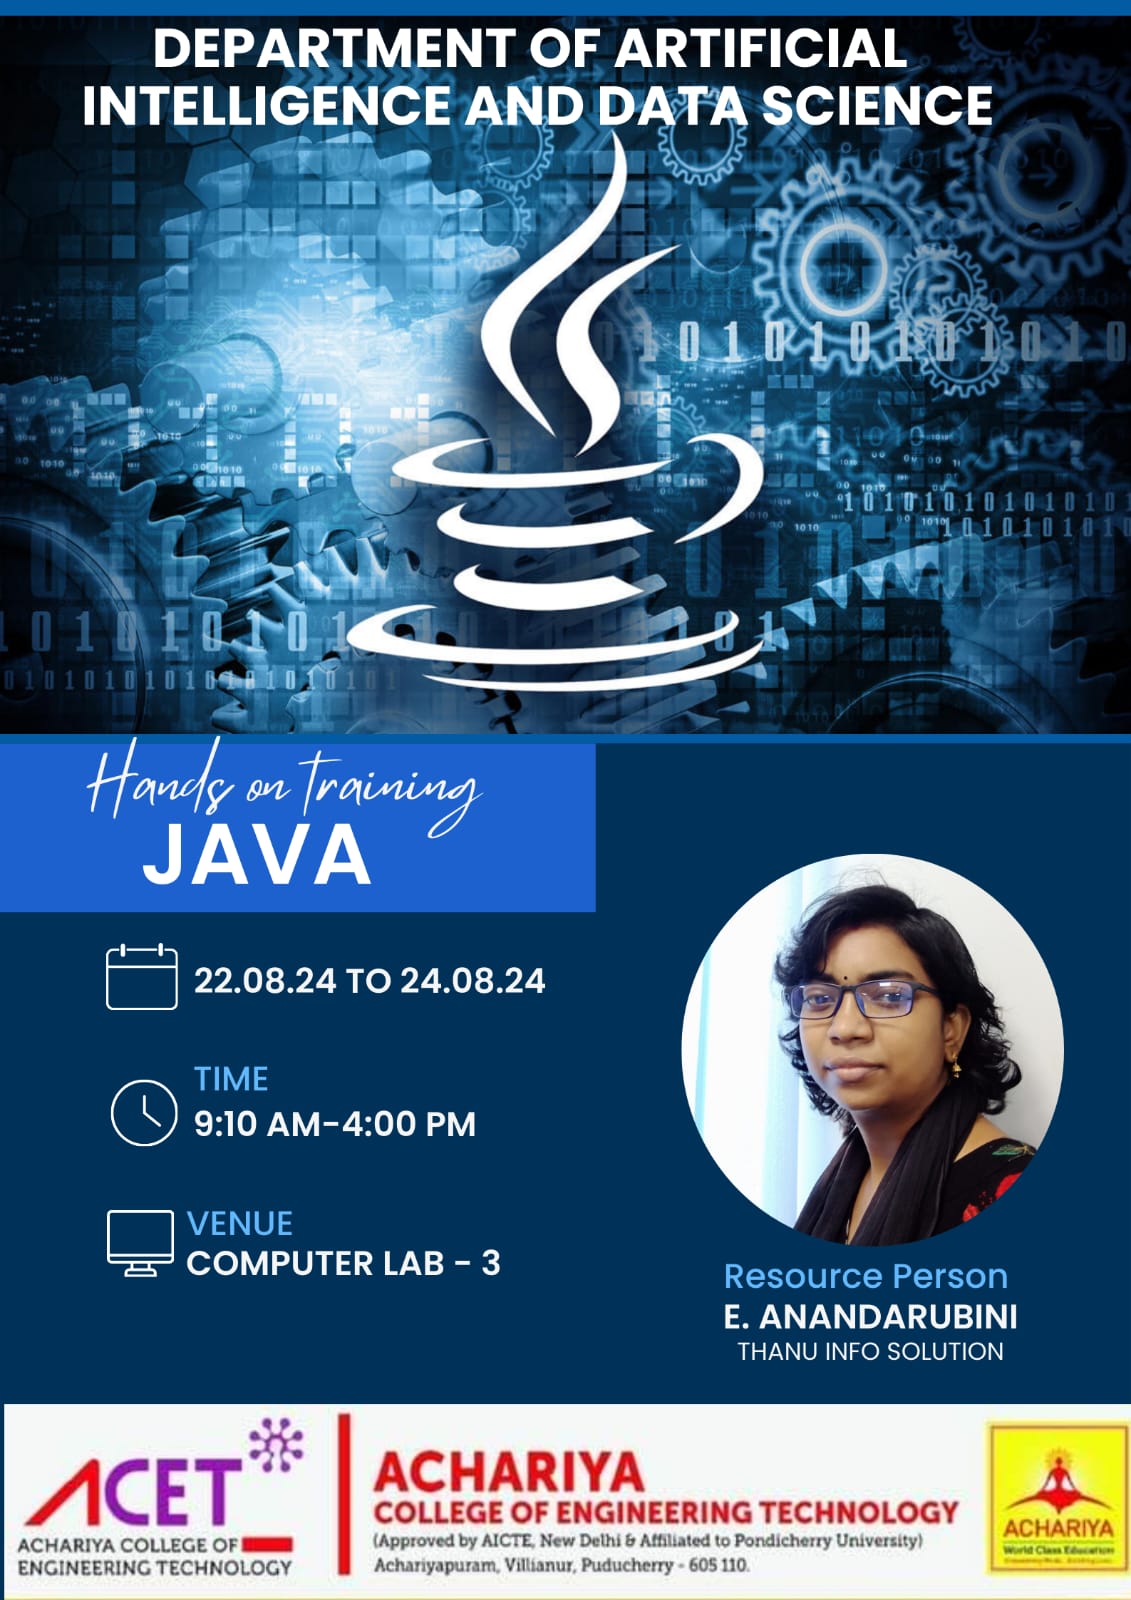 DEPARTMENT OF ARTIFICIAL
INTELLIGENCE AND DATA SCIENCE
Hands on Training
JAVA
22.08.24 TO 24.08.24
TIME
9:10 AM-4:00 PM
VENUE
COMPUTER LAB - 3
Resource Person
E. ANANDARUBINI
THANU INFO SOLUTION
ACET
ACHARIYA COLLEGE OF
ENGINEERING TECHNOLOGY
ACHARIYA
COLLEGE OF ENGINEERING TECHNOLOGY
(Approved by AICTE, New Delhi & Affiliated to Pondicherry University)
Achariyapuram, Villianur, Puducherry - 605 110.
ACHARIYA
World Class Education